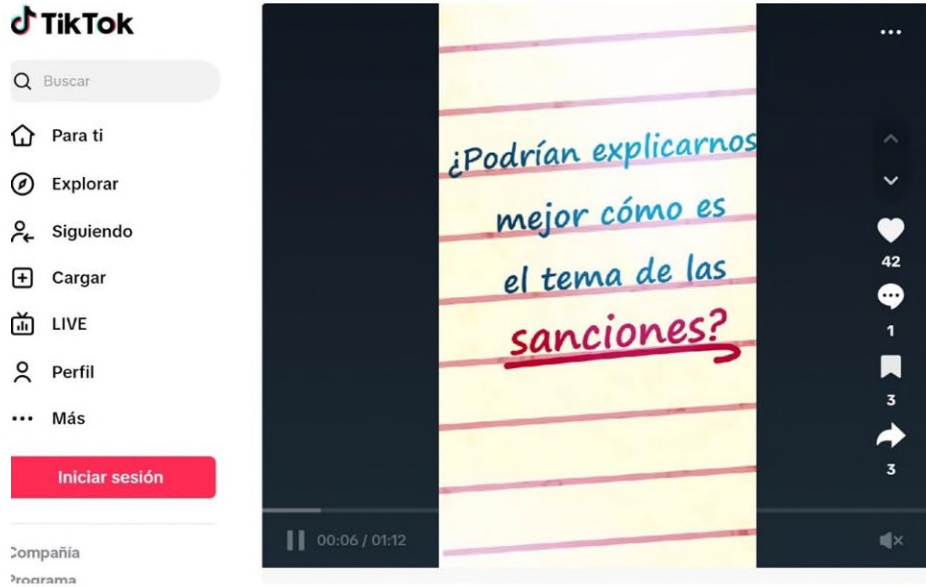 TikTok
Buscar
Para ti
Explorar
Siguiendo
Cargar
LIVE
Perfil
Más
Iniciar sesión
Compañía
Programa
¿Podrían explicarnos
mejor cómo es
el tema de las
sanciones?
42
1
3
3
00:06 / 01:12